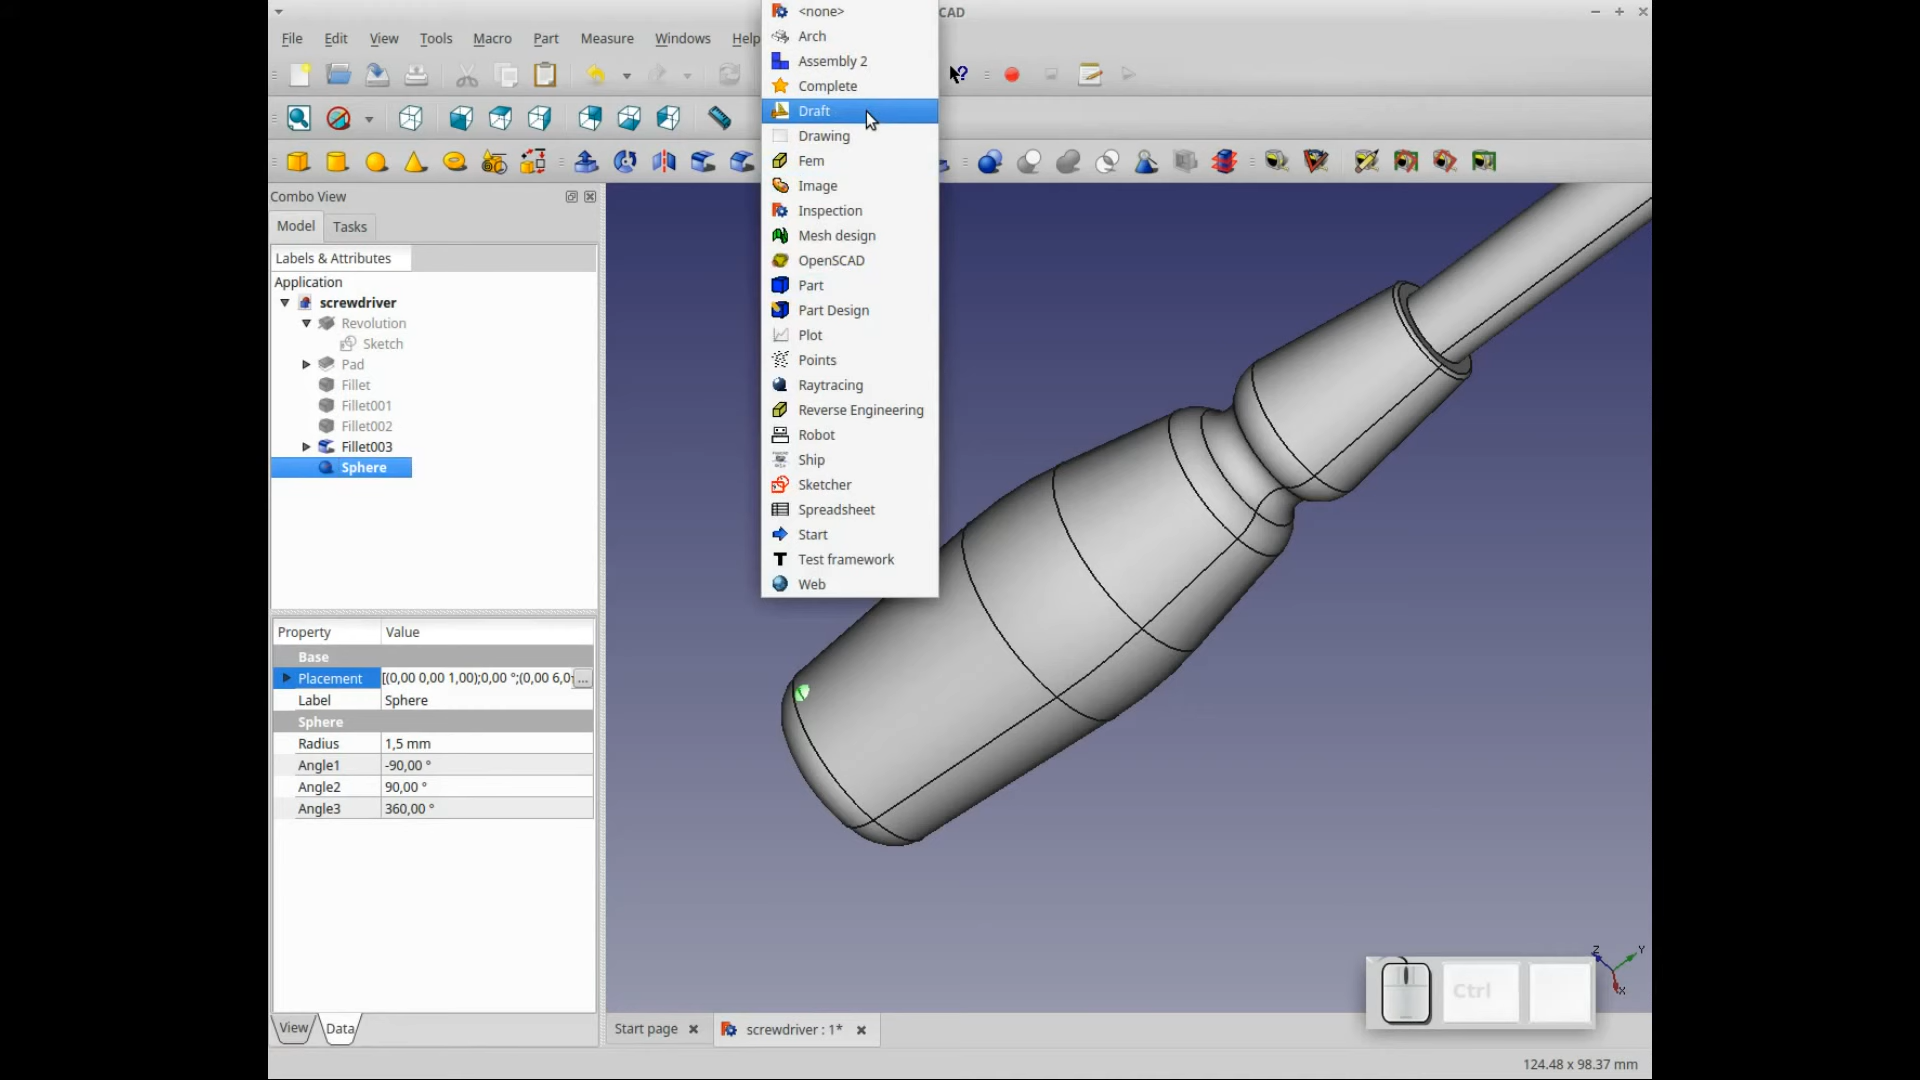 CAD
File Edit View Tools Macro Part Measure Windows Help
<none>
Arch
Assembly 2
Complete
Draft
Drawing
Fem
Image
Inspection
Mesh design
OpenSCAD
Part
Part Design
Plot
Points
Raytracing
Reverse Engineering
Robot
Ship
Sketcher
Spreadsheet
Start
Test framework
Web
Combo View
Model Tasks
Labels & Attributes
Application
screwdriver
Revolution
Sketch
Pad
Fillet
Fillet001
Fillet002
Fillet003
Sphere
Property Value
Base
Placement [(0,00 0,00 1,00);0,00 °;(0,00 6,0 ...
Label Sphere
Sphere
Radius 1,5 mm
Angle1 -90,00 °
Angle2 90,00 °
Angle3 360,00 °
View Data
Start page
screwdriver : 1*
Z Y
X
Ctrl
124.48 x 98.37 mm